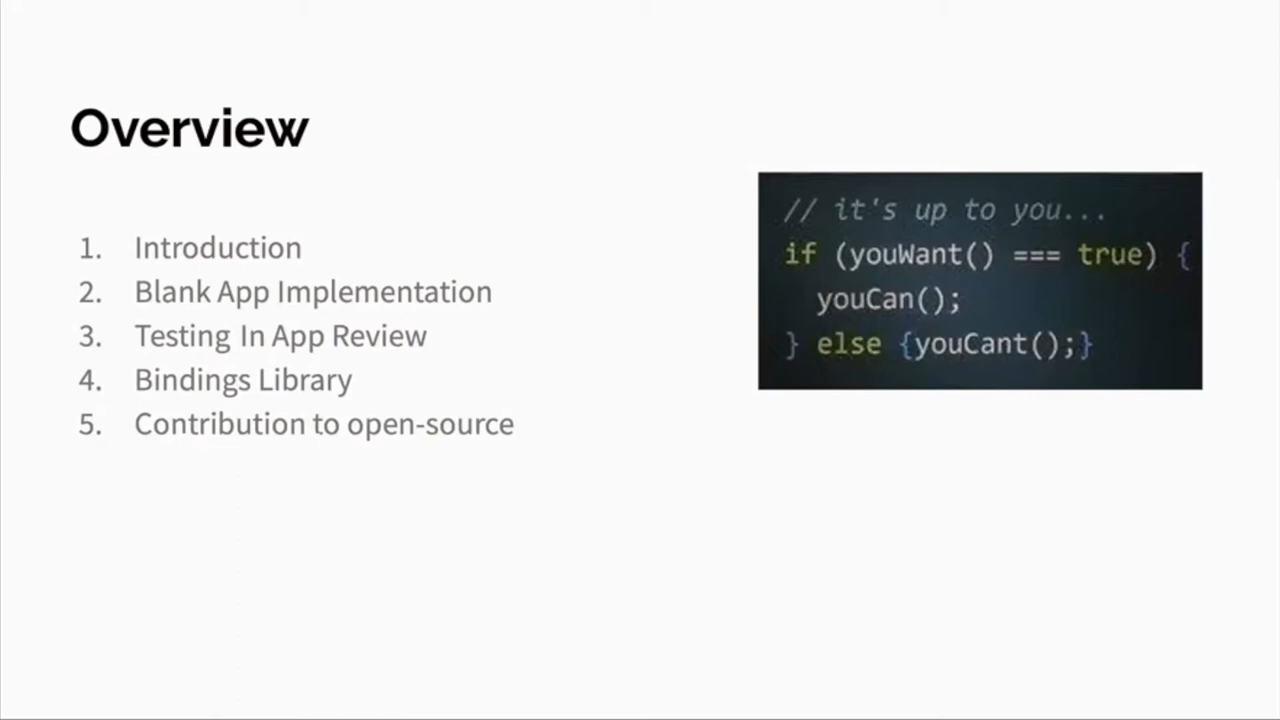 Overview
1. Introduction
2. Blank App Implementation
3. Testing In App Review
4. Bindings Library
5. Contribution to open-source
// it's up to you...
if (youWant() === true) {
youCan();
} else {youCant();}